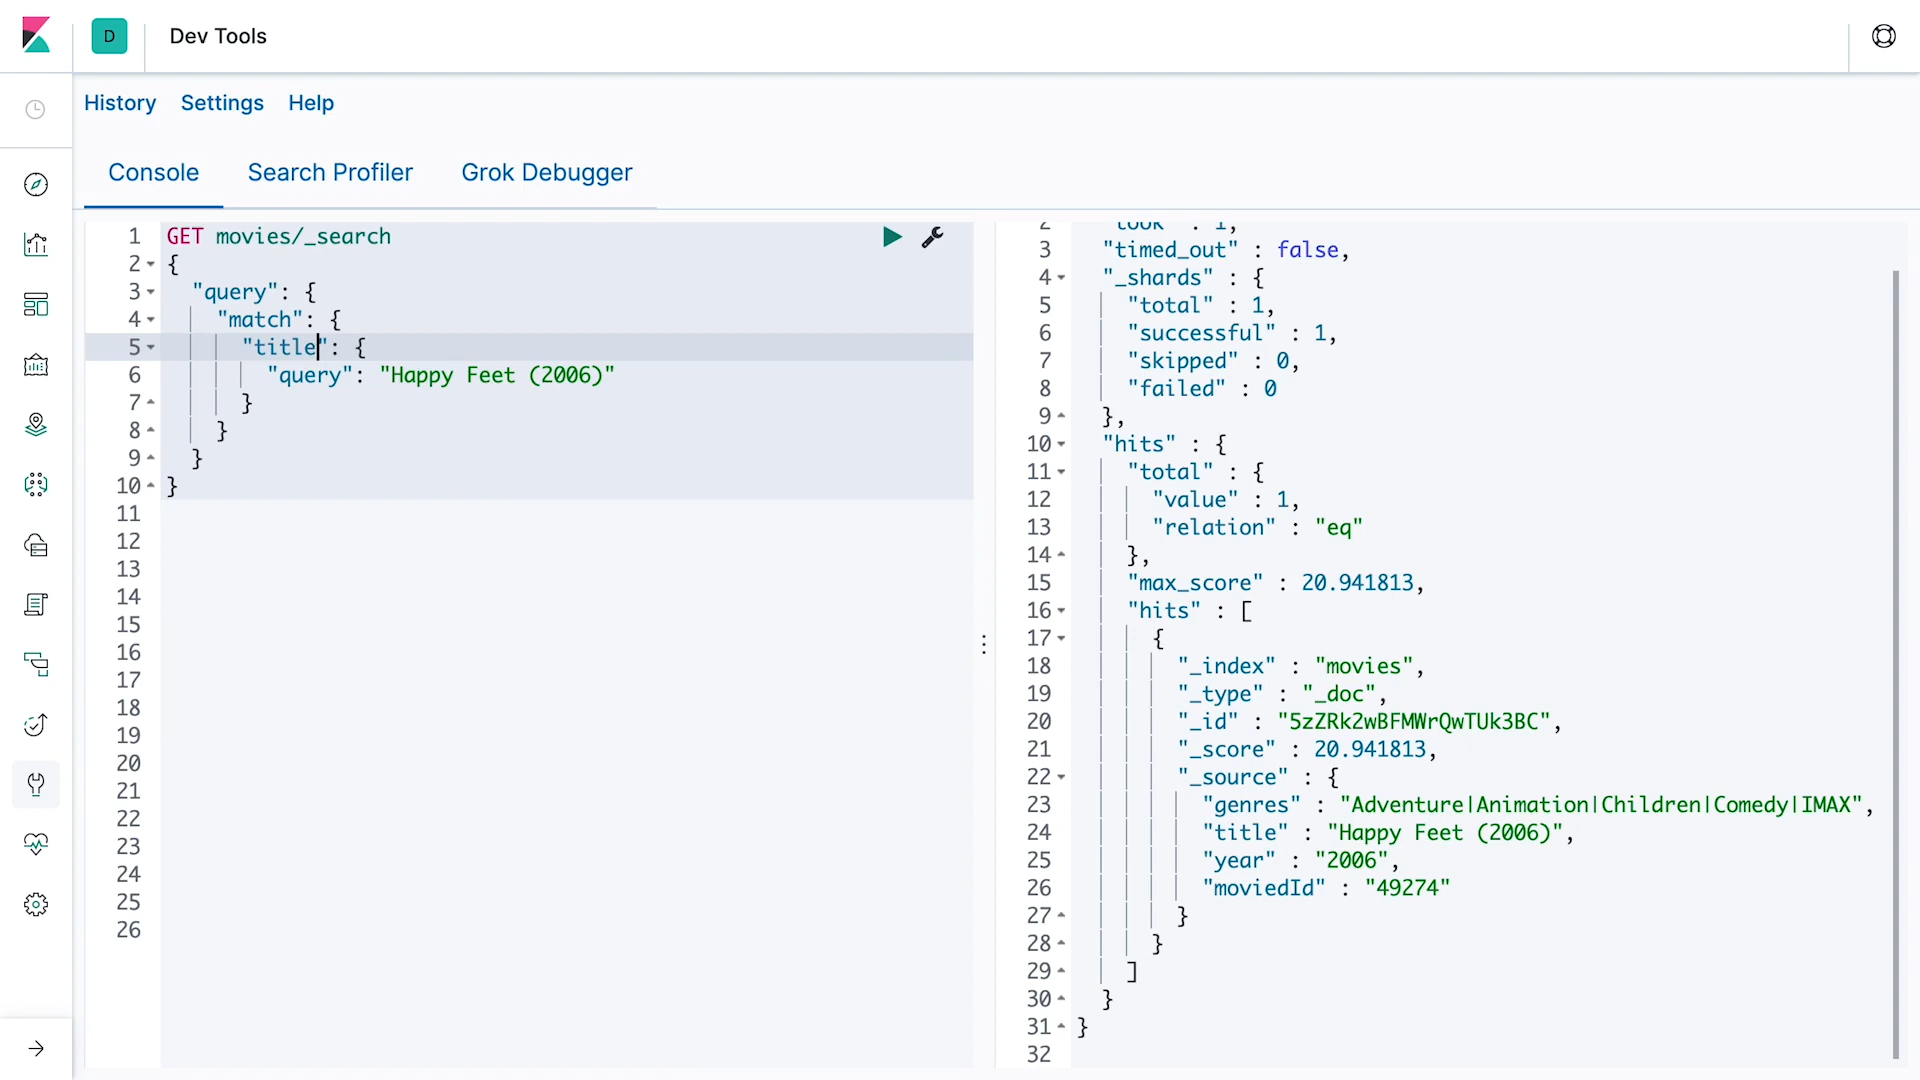 D
Dev Tools
History Settings Help
Console Search Profiler Grok Debugger
1 GET movies/_search
2 {
3 "query": {
4 "match": {
5 "title": {
6 "query": "Happy Feet (2006)"
7 }
8 }
9 }
10 }
11
12
13
14
15
16
17
18
19
20
21
22
23
24
25
26
2 "took" : 1,
3 "timed_out" : false,
4 "_shards" : {
5 "total" : 1,
6 "successful" : 1,
7 "skipped" : 0,
8 "failed" : 0
9 },
10 "hits" : {
11 "total" : {
12 "value" : 1,
13 "relation" : "eq"
14 },
15 "max_score" : 20.941813,
16 "hits" : [
17 {
18 "_index" : "movies",
19 "_type" : "_doc",
20 "_id" : "5zZRk2wBFMWrQwTUk3BC",
21 "_score" : 20.941813,
22 "_source" : {
23 "genres" : "Adventure|Animation|Children|Comedy|IMAX",
24 "title" : "Happy Feet (2006)",
25 "year" : "2006",
26 "moviedId" : "49274"
27 }
28 }
29 ]
30 }
31 }
32